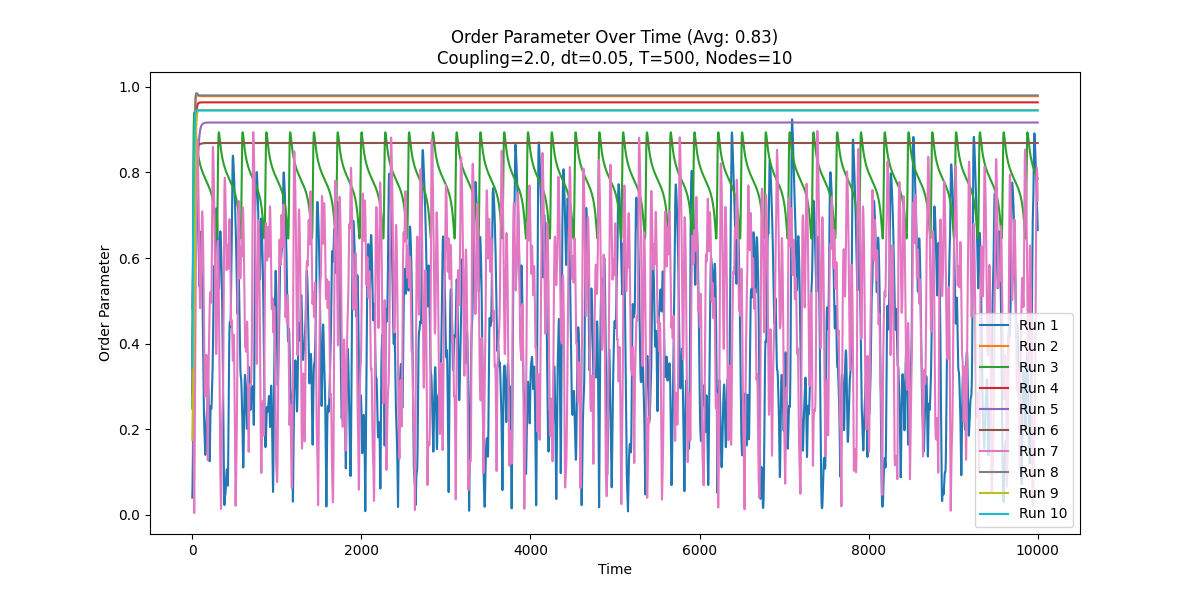 Order Parameter Over Time (Avg: 0.83)
Coupling=2.0, dt=0.05, T=500, Nodes=10
Order Parameter
1.0
0.8
0.6
0.4
0.2
0.0
0
2000
4000
6000
8000
10000
Time
Run 1
Run 2
Run 3
Run 4
Run 5
Run 6
Run 7
Run 8
Run 9
Run 10